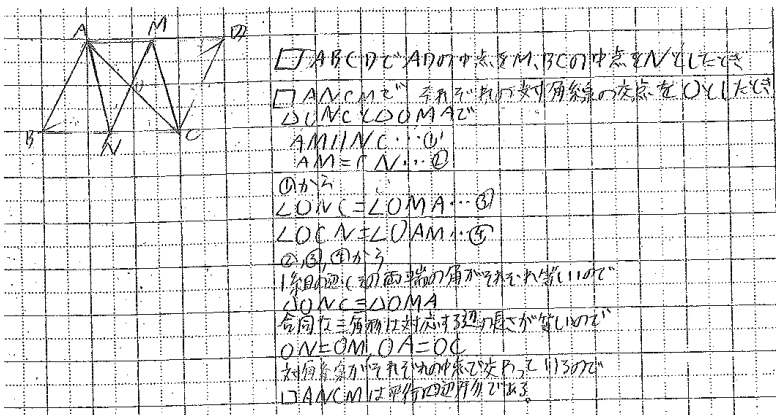 A M D
O
B N C
▱ABCDでADの中点をM、BCの中点をNとしたとき
□ANCMで それぞれの対角線の交点をOとしたとき
△ONCと△OMAで
AM//NC…①
AM=CN…②
①から
∠ONC=∠OMA…③
∠OCN=∠OAM…④
②,③,④から
1組の辺とその両端の角がそれぞれ等しいので
△ONC≡△OMA
合同な三角形は対応する辺の長さが等しいので
ON=OM, OA=OC
対角線がそれぞれの中点で交わっているので
□ANCMは平行四辺形である